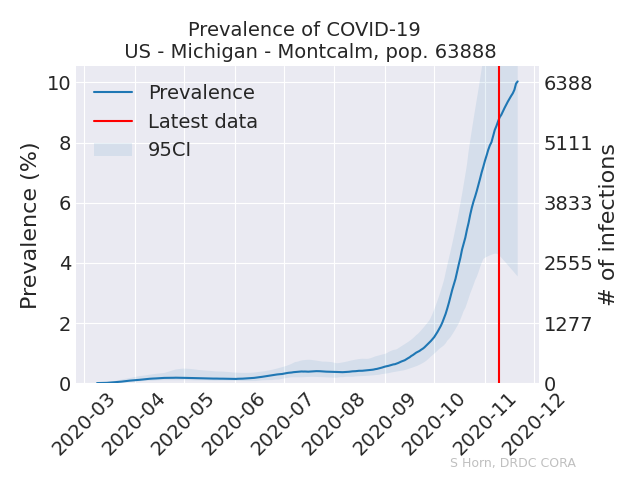 Prevalence of COVID-19
US - Michigan - Montcalm, pop. 63888
Prevalence (%)
10
8
6
4
2
0
Prevalence
Latest data
95CI
6388
5111
3833
2555
1277
0
# of infections
2020-03
2020-04
2020-05
2020-06
2020-07
2020-08
2020-09
2020-10
2020-11
2020-12
S Horn, DRDC CORA